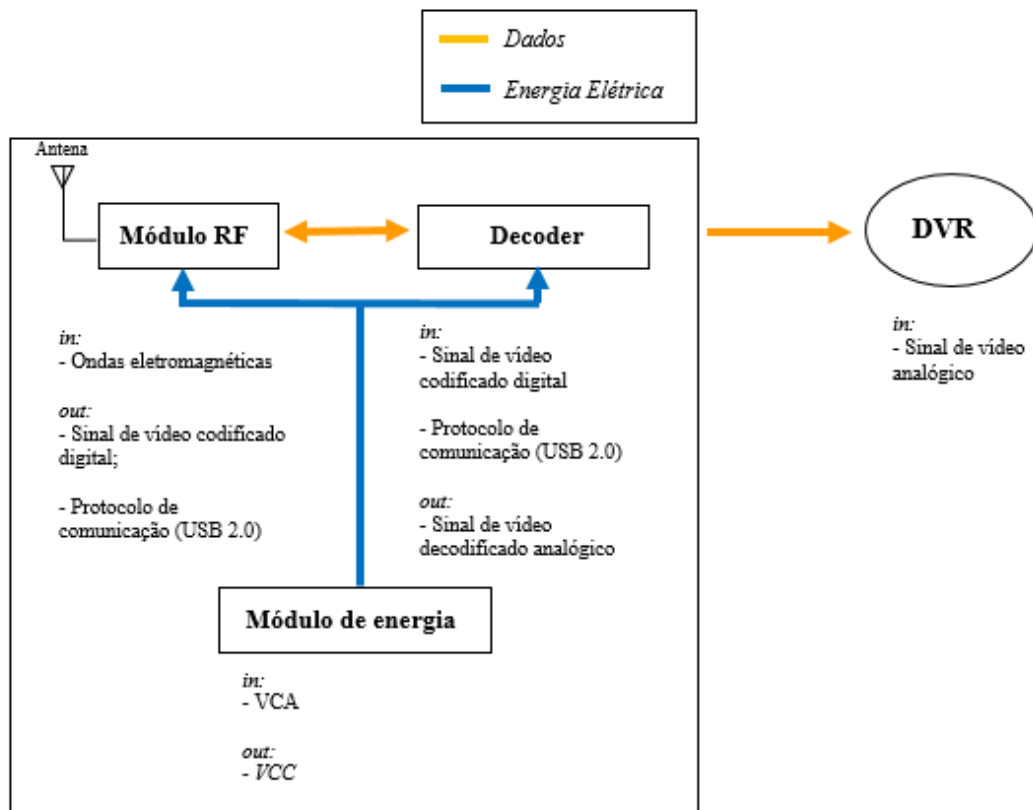 Dados
Energia Elétrica
Antena
Módulo RF
Decoder
DVR
in:
- Ondas eletromagnéticas
out:
- Sinal de vídeo codificado
digital;
- Protocolo de
comunicação (USB 2.0)
in:
- Sinal de vídeo
codificado digital
- Protocolo de
comunicação (USB 2.0)
out:
- Sinal de vídeo
decodificado analógico
in:
- Sinal de vídeo
analógico
Módulo de energia
in:
- VCA
out:
- VCC